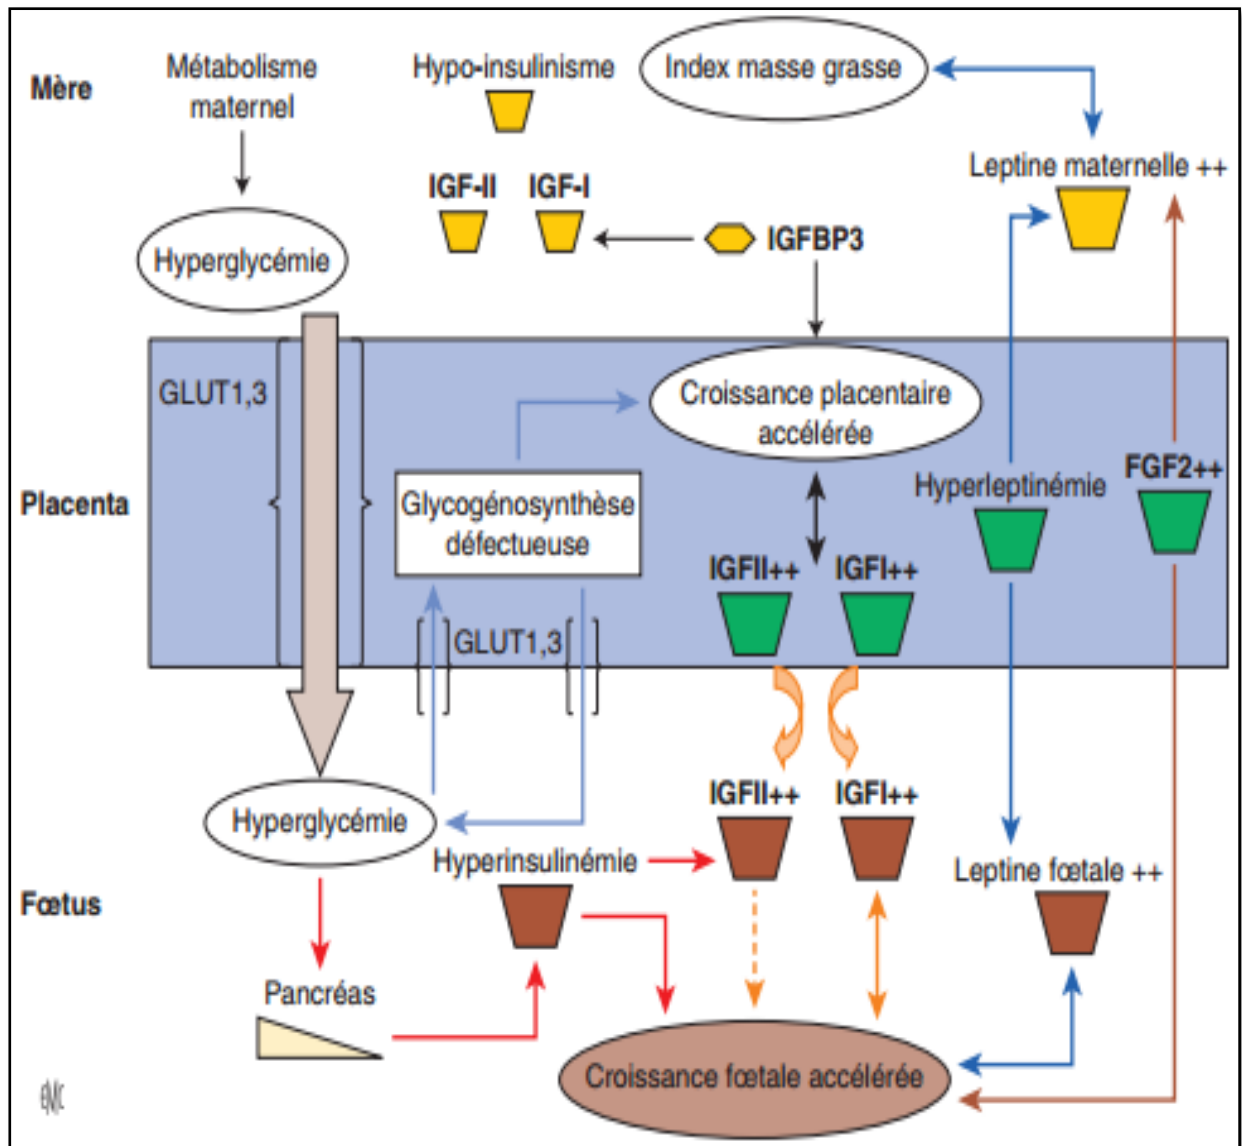 Mère
Métabolisme
maternel
Hypo-insulinisme
Index masse grasse
Leptine maternelle ++
IGF-II
IGF-I
IGFBP3
Hyperglycémie
Placenta
GLUT1,3
Croissance placentaire
accélérée
Glycogénosynthèse
défectueuse
Hyperleptinémie
FGF2++
IGFII++
IGFI++
GLUT1,3
Fœtus
Hyperglycémie
Hyperinsulinémie
IGFII++
IGFI++
Leptine fœtale ++
Pancréas
Croissance fœtale accélérée
EMC